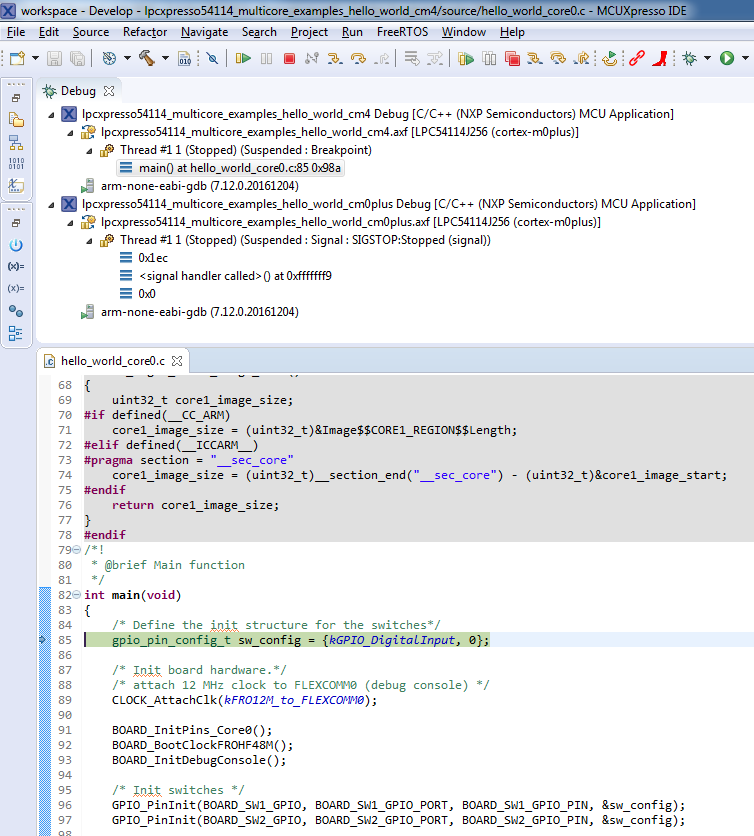 workspace - Develop - lpcxpresso54114_multicore_examples_hello_world_cm4/source/hello_world_core0.c - MCUXpresso IDE
File Edit Source Refactor Navigate Search Project Run FreeRTOS Window Help
Debug
lpcxpresso54114_multicore_examples_hello_world_cm4 Debug [C/C++ (NXP Semiconductors) MCU Application]
lpcxpresso54114_multicore_examples_hello_world_cm4.axf [LPC54114J256 (cortex-m0plus)]
Thread #1 1 (Stopped) (Suspended : Breakpoint)
main() at hello_world_core0.c:85 0x98a
arm-none-eabi-gdb (7.12.0.20161204)
lpcxpresso54114_multicore_examples_hello_world_cm0plus Debug [C/C++ (NXP Semiconductors) MCU Application]
lpcxpresso54114_multicore_examples_hello_world_cm0plus.axf [LPC54114J256 (cortex-m0plus)]
Thread #1 1 (Stopped) (Suspended : Signal : SIGSTOP:Stopped (signal))
0x1ec
<signal handler called>() at 0xfffffff9
0x0
arm-none-eabi-gdb (7.12.0.20161204)
hello_world_core0.c
68 {
69 uint32_t core1_image_size;
70 #if defined(__CC_ARM)
71 core1_image_size = (uint32_t)&Image$$CORE1_REGION$$Length;
72 #elif defined(__ICCARM__)
73 #pragma section = "__sec_core"
74 core1_image_size = (uint32_t)__section_end("__sec_core") - (uint32_t)&core1_image_start;
75 #endif
76 return core1_image_size;
77 }
78 #endif
79 /*!
80 * @brief Main function
81 */
82 int main(void)
83 {
84 /* Define the init structure for the switches*/
85 gpio_pin_config_t sw_config = {kGPIO_DigitalInput, 0};
86
87 /* Init board hardware.*/
88 /* attach 12 MHz clock to FLEXCOMM0 (debug console) */
89 CLOCK_AttachClk(kFRO12M_to_FLEXCOMM0);
90
91 BOARD_InitPins_Core0();
92 BOARD_BootClockFROHF48M();
93 BOARD_InitDebugConsole();
94
95 /* Init switches */
96 GPIO_PinInit(BOARD_SW1_GPIO, BOARD_SW1_GPIO_PORT, BOARD_SW1_GPIO_PIN, &sw_config);
97 GPIO_PinInit(BOARD_SW2_GPIO, BOARD_SW2_GPIO_PORT, BOARD_SW2_GPIO_PIN, &sw_config);